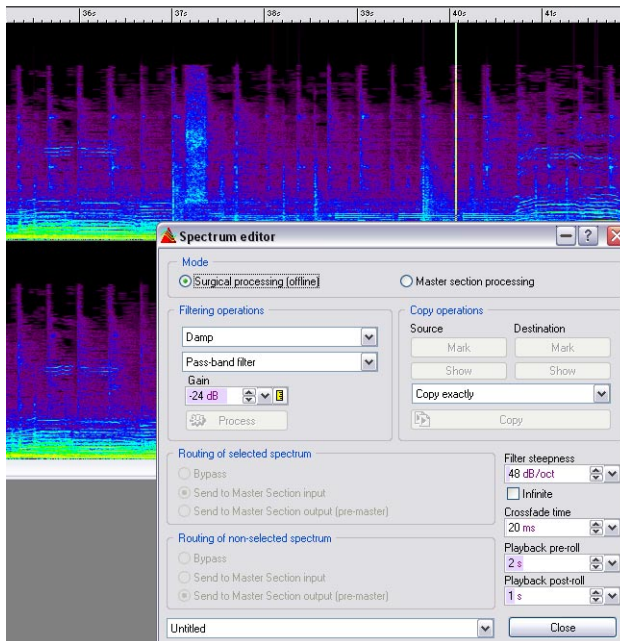 36s 37s 38s 39s 40s 41s
Spectrum editor
Mode
Surgical processing (offline) Master section processing
Filtering operations Copy operations
Source Destination
Damp Mark Mark
Pass-band filter Show Show
Gain
-24 dB Copy exactly
Process Copy
Routing of selected spectrum Filter steepness
Bypass 48 dB/oct
Send to Master Section input Infinite
Send to Master Section output (pre-master) Crossfade time
20 ms
Routing of non-selected spectrum Playback pre-roll
Bypass 2 s
Send to Master Section input Playback post-roll
Send to Master Section output (pre-master) 1 s
Untitled Close